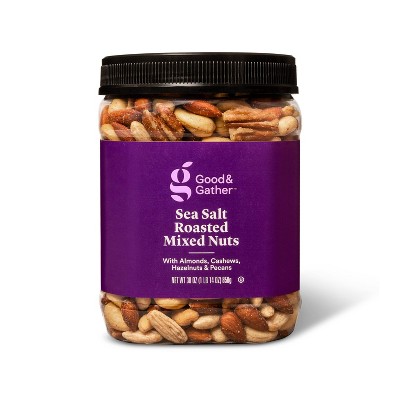 Good &
Gather™
Sea Salt
Roasted
Mixed Nuts
With Almonds, Cashews,
Hazelnuts & Pecans
NET WT 30 OZ (1 LB 14 OZ) 850g